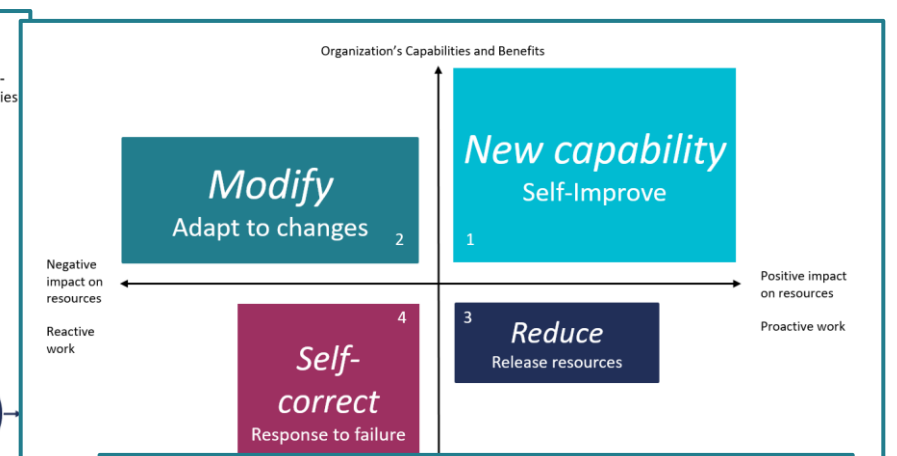 Organization's Capabilities and Benefits
ies
New capability
Self-Improve
1
Modify
Adapt to changes
2
Negative
impact on
resources
Reactive
work
Positive impact
on resources
Proactive work
4
Self-
correct
Response to failure
3
Reduce
Release resources